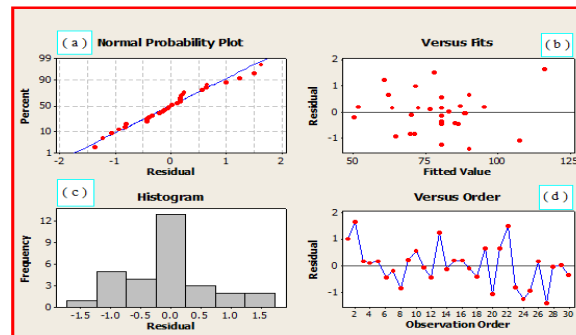 ( a )
Normal Probability Plot
99
90
50
10
1
Percent
-2 -1 0 1 2
Residual
Versus Fits
( b )
2
1
0
-1
Residual
50 75 100 125
Fitted Value
( c )
Histogram
12
9
6
3
0
Frequency
-1.5 -1.0 -0.5 0.0 0.5 1.0 1.5
Residual
Versus Order
( d )
2
1
0
-1
Residual
2 4 6 8 10 12 14 16 18 20 22 24 26 28 30
Observation Order